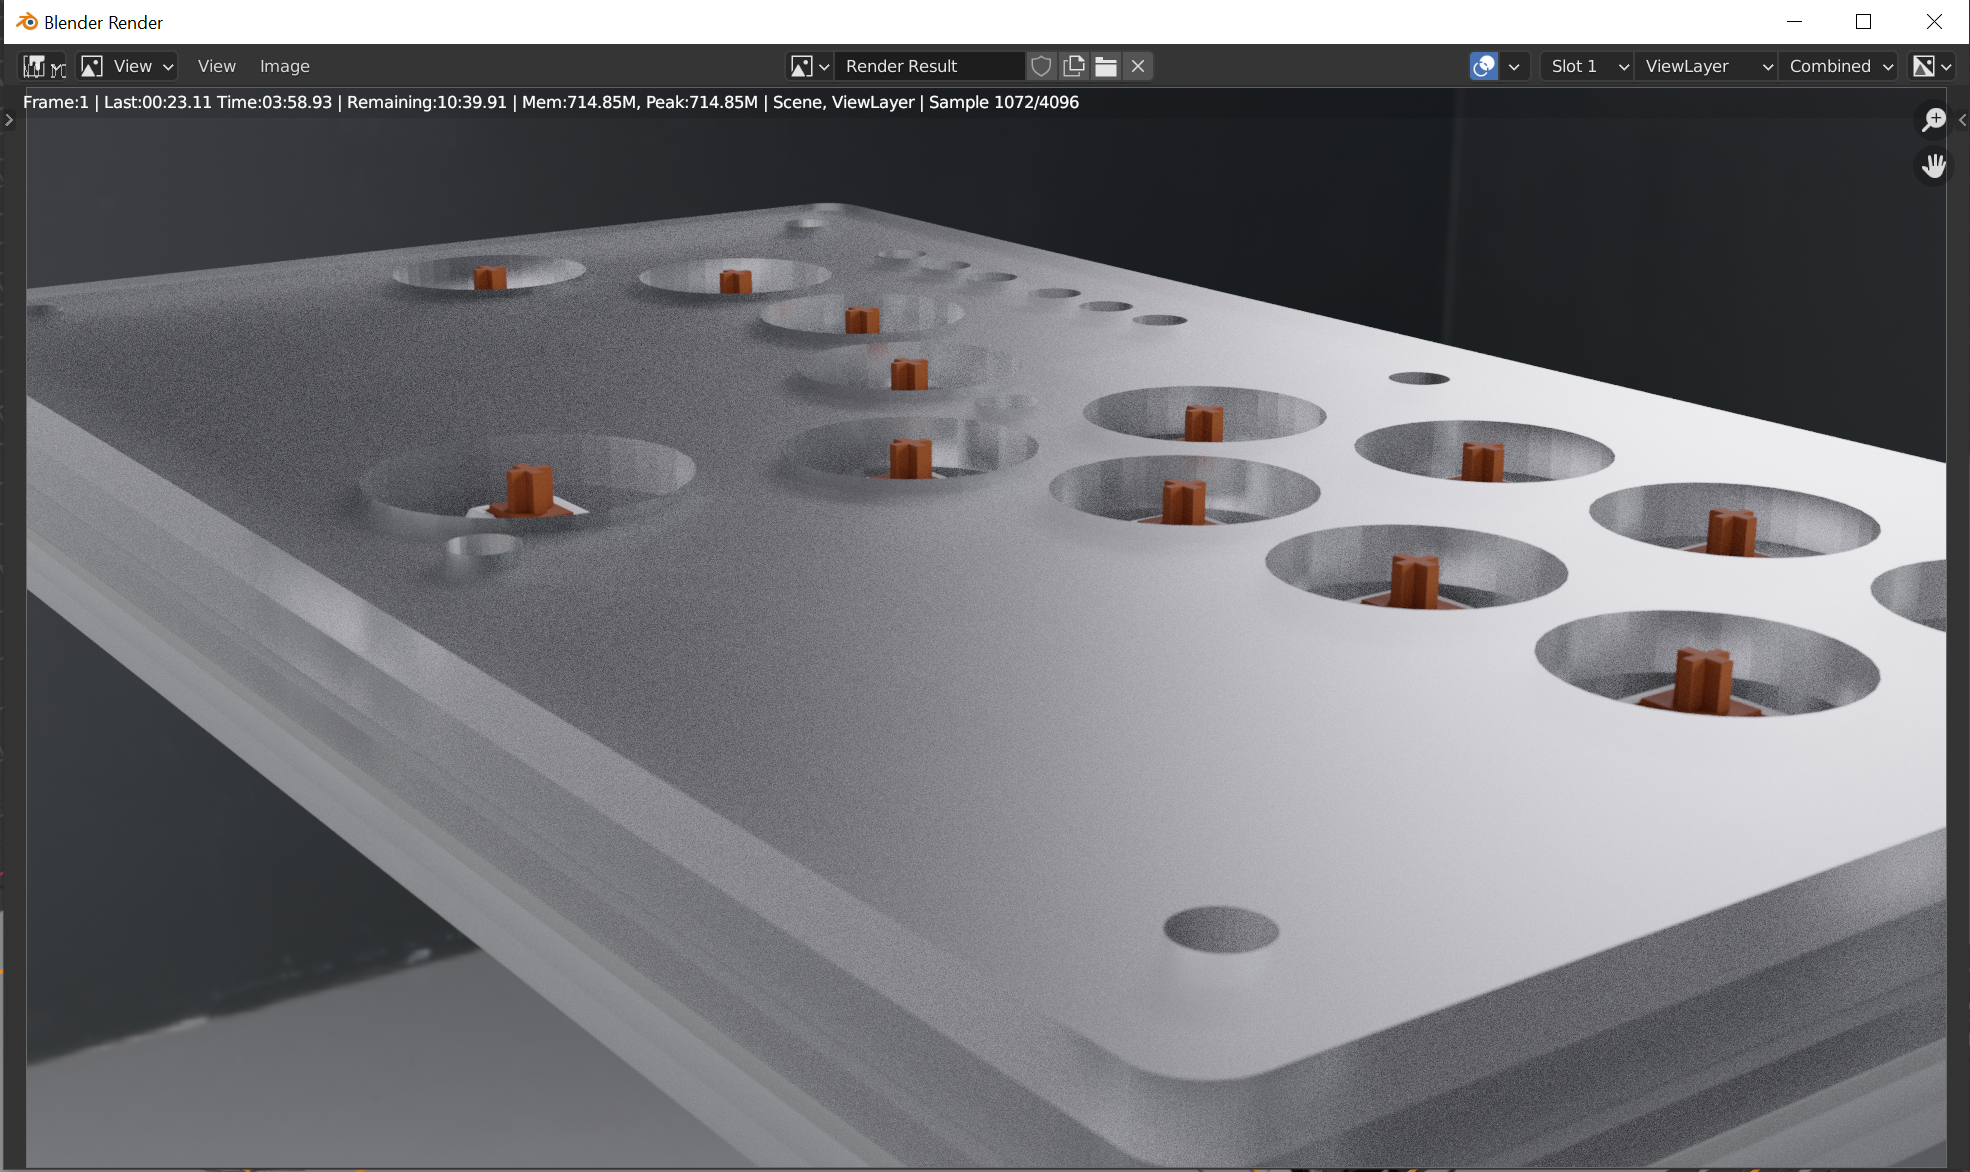 Blender Render
View View Image Render Result Slot 1 ViewLayer Combined
Frame:1 | Last:00:23.11 Time:03:58.93 | Remaining:10:39.91 | Mem:714.85M, Peak:714.85M | Scene, ViewLayer | Sample 1072/4096